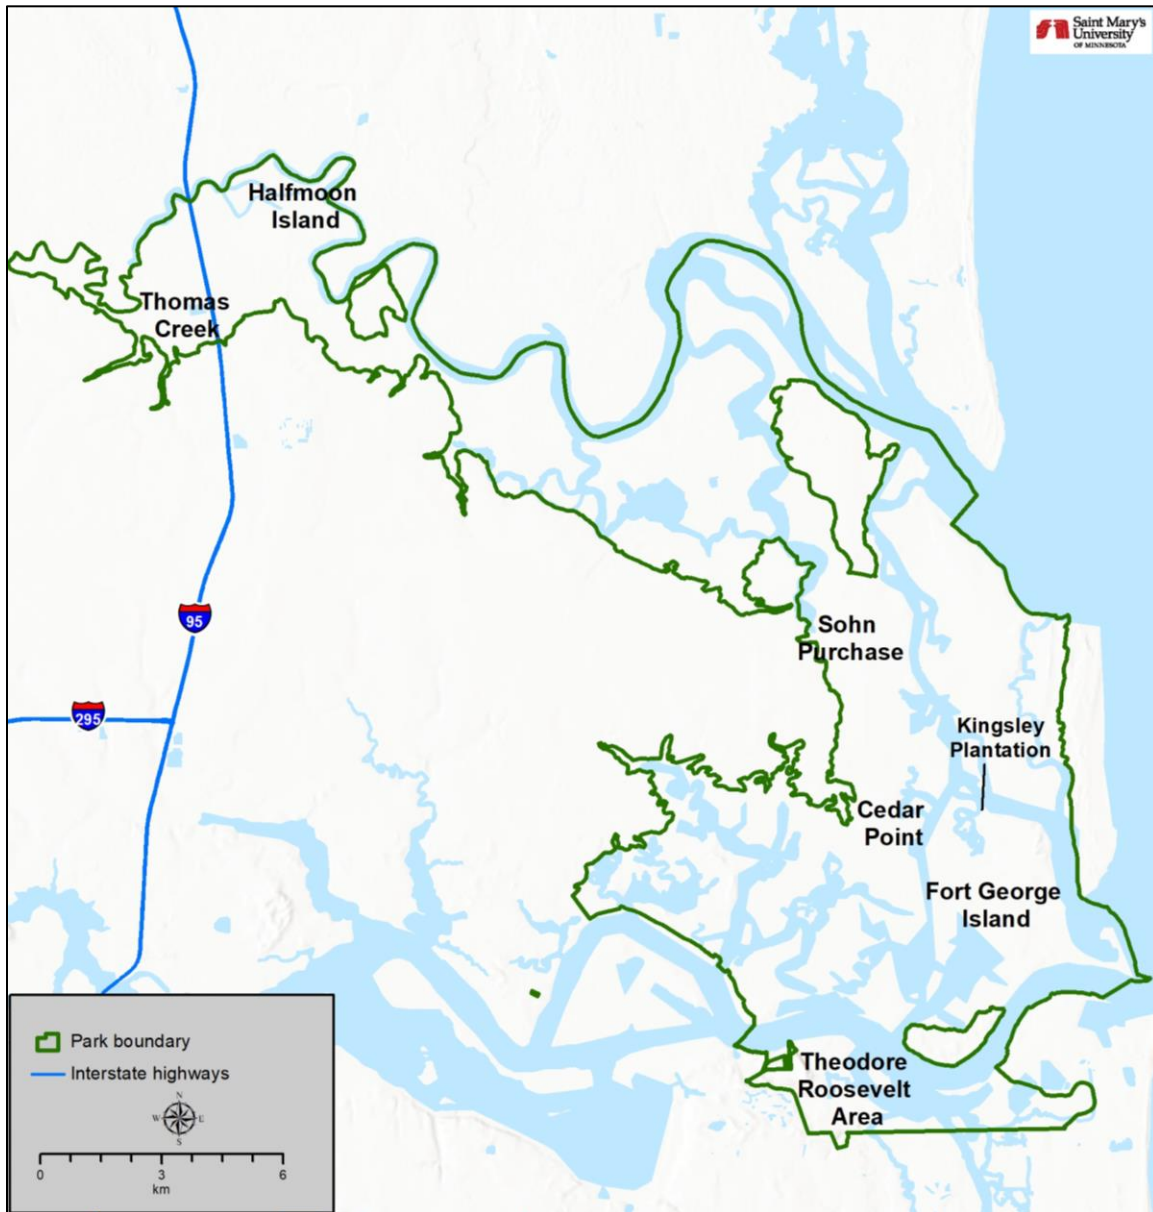 Saint Mary's
University
OF MINNESOTA
Halfmoon
Island
Thomas
Creek
95
Sohn
Purchase
295
Kingsley
Plantation
Cedar
Point
Fort George
Island
Park boundary
Interstate highways
N
W E
S
0 3 6
km
Theodore
Roosevelt
Area